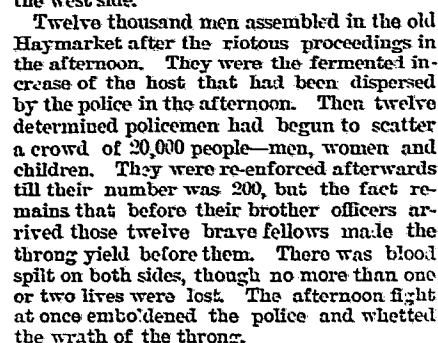 the west side.
Twelve thousand men assembled in the old
Haymarket after the riotous proceedings in
the afternoon. They were the fermented in-
crease of the host that had been dispersed
by the police in the afternoon. Then twelve
determined policemen had begun to scatter
a crowd of 20,000 people—men, women and
children. They were re-enforced afterwards
till their number was 200, but the fact re-
mains that before their brother officers ar-
rived those twelve brave fellows made the
throng yield before them. There was blood
spilt on both sides, though no more than one
or two lives were lost. The afternoon fight
at once emboldened the police and whetted
the wrath of the throng.